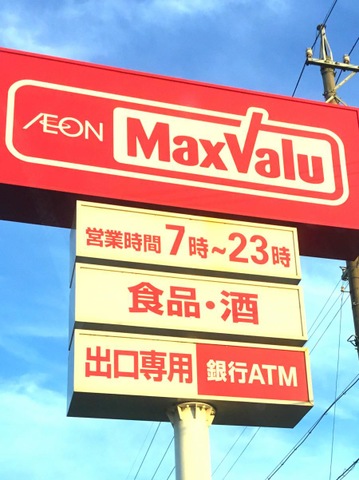 ÆON MaxValu
営業時間 7時~23時
食品・酒
出口専用 銀行ATM